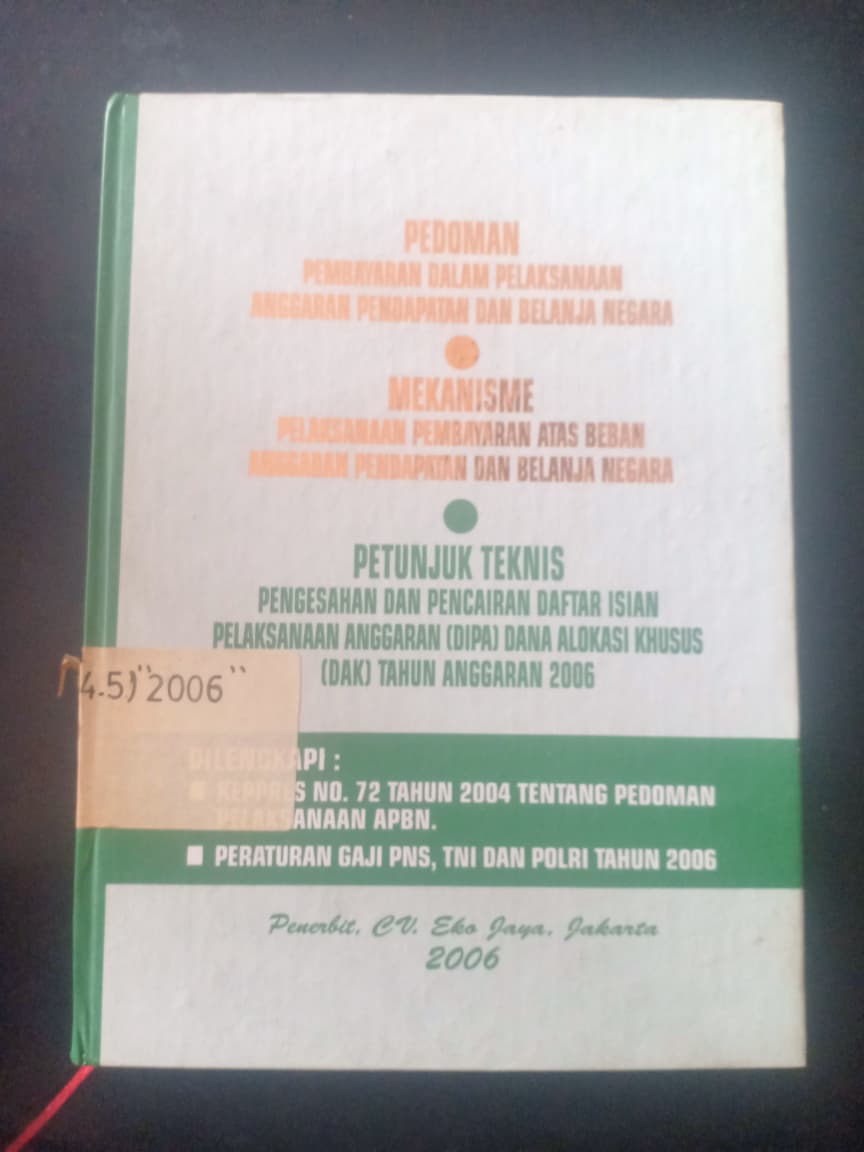 PEDOMAN
PEMBAYARAN DALAM PELAKSANAAN
ANGGARAN PENDAPATAN DAN BELANJA NEGARA
MEKANISME
PELAKSANAAN PEMBAYARAN ATAS BEBAN
ANGGARAN PENDAPATAN DAN BELANJA NEGARA
PETUNJUK TEKNIS
PENGESAHAN DAN PENCAIRAN DAFTAR ISIAN
PELAKSANAAN ANGGARAN (DIPA) DANA ALOKASI KHUSUS
(DAK) TAHUN ANGGARAN 2006
4.5) "2006"
DILENGKAPI :
KEPPRES NO. 72 TAHUN 2004 TENTANG PEDOMAN
PELAKSANAAN APBN.
PERATURAN GAJI PNS, TNI DAN POLRI TAHUN 2006
Penerbit, CV. Eko Jaya, Jakarta
2006